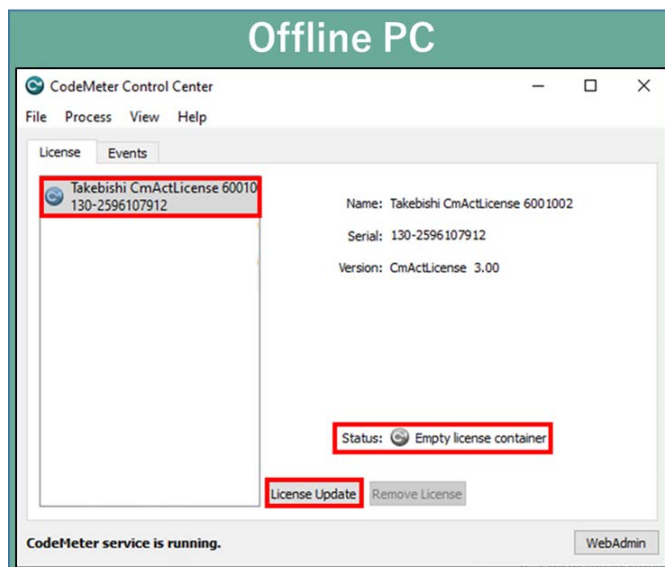 Offline PC
CodeMeter Control Center
File Process View Help
License Events
Takebishi CmActLicense 60010
130-2596107912
Name: Takebishi CmActLicense 6001002
Serial: 130-2596107912
Version: CmActLicense 3.00
Status: Empty license container
License Update Remove License
CodeMeter service is running. WebAdmin